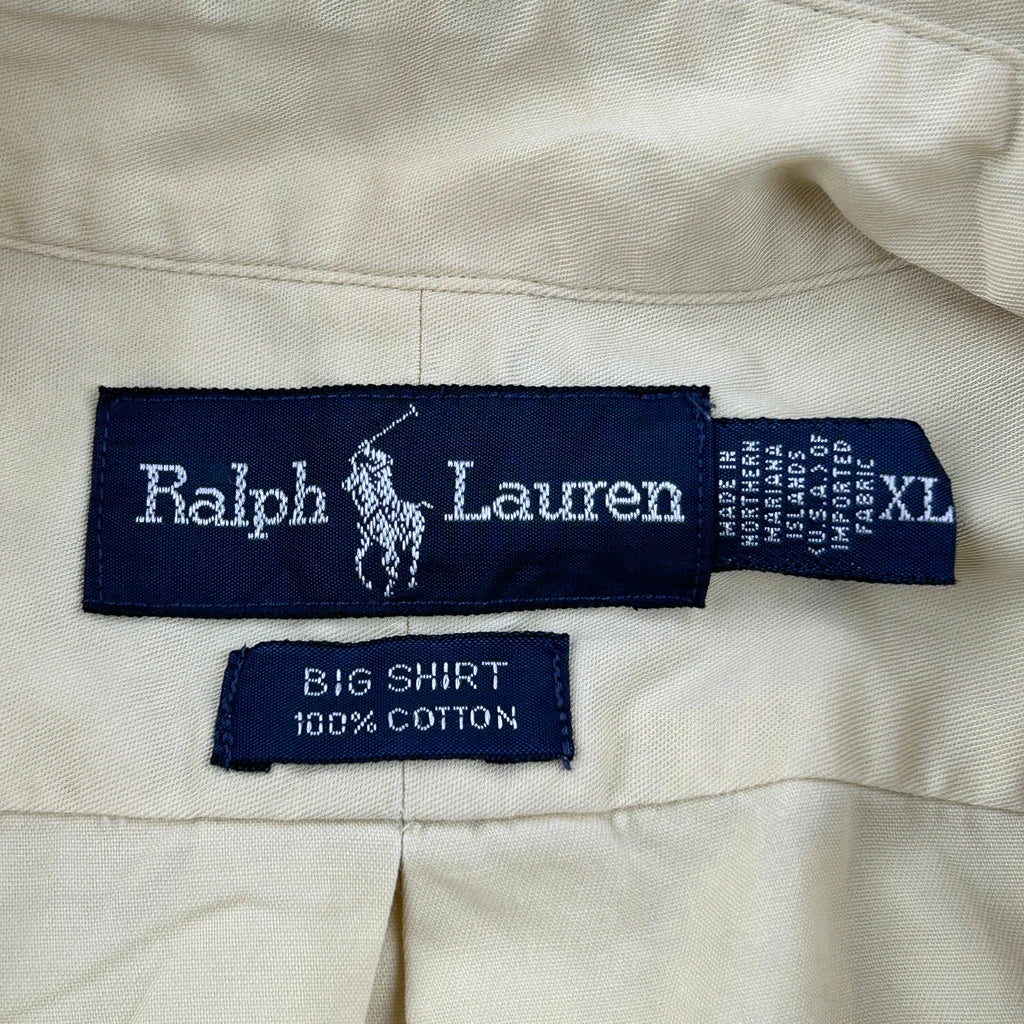 Ralph Lauren
MADE IN
NORTHERN
MARIANA
ISLANDS
(U.S.A.) OF
IMPORTED
FABRIC
XL
BIG SHIRT
100% COTTON